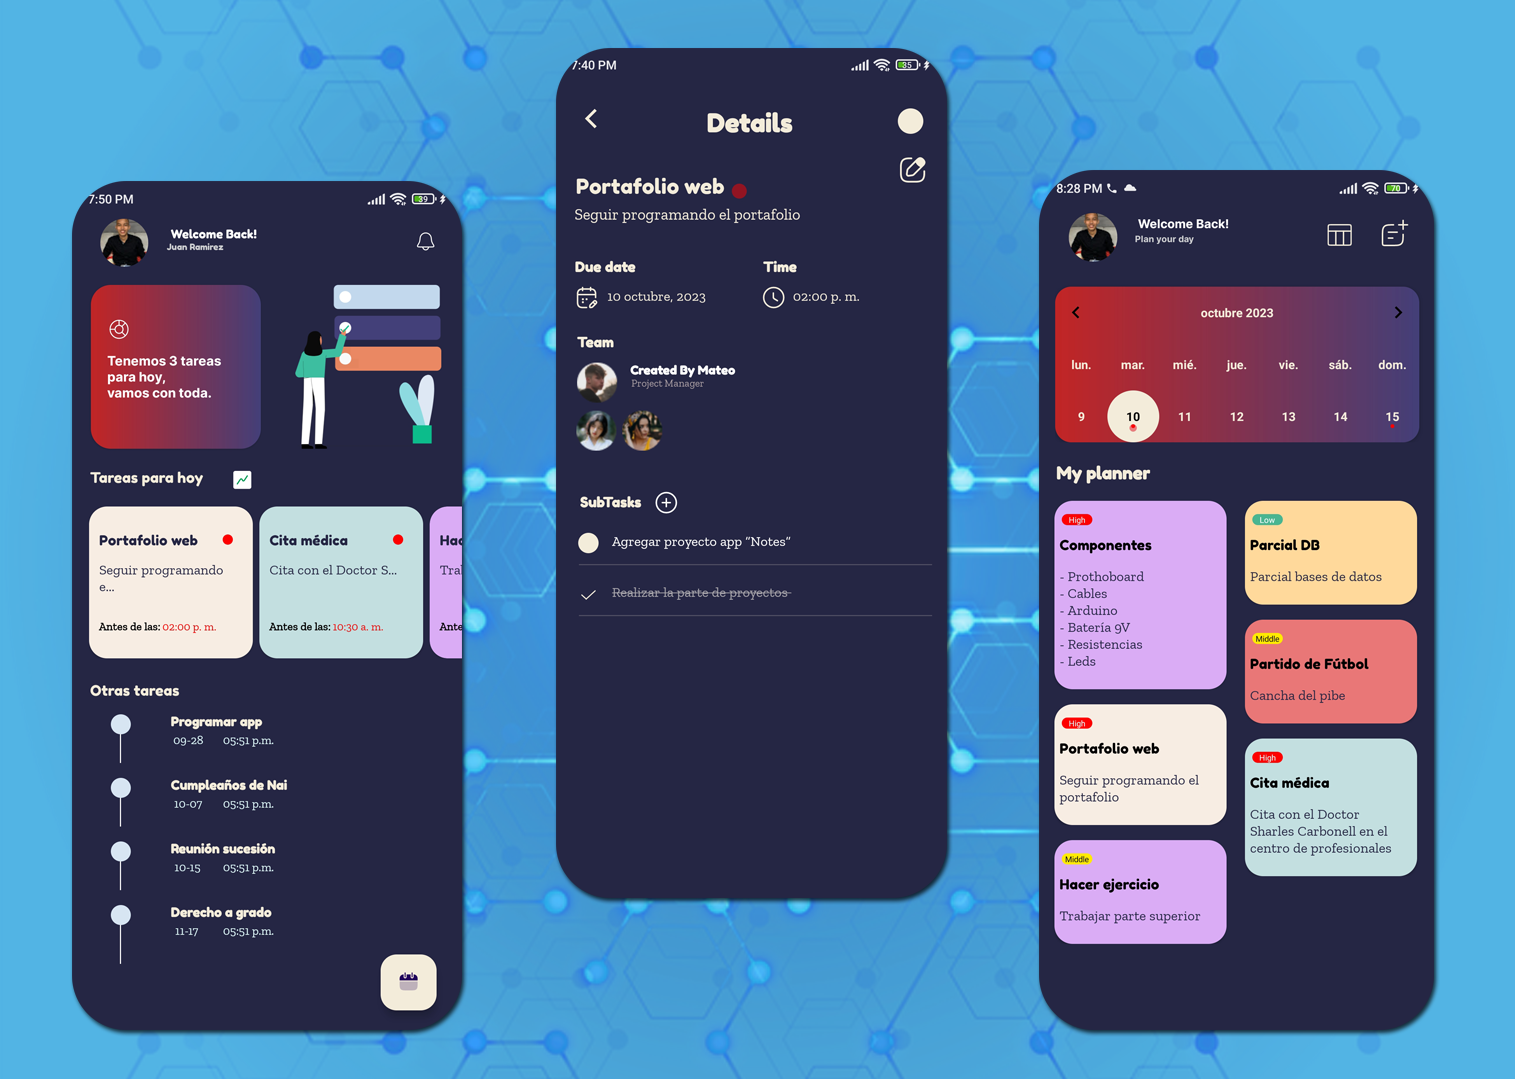 7:50 PM
39
Welcome Back!
Juan Ramirez
Tenemos 3 tareas
para hoy,
vamos con toda.
Tareas para hoy
Portafolio web
Seguir programando
e...
Antes de las: 02:00 p. m.
Cita médica
Cita con el Doctor S...
Antes de las: 10:30 a. m.
Hac
Tral
Ante
Otras tareas
Programar app
09-28 05:51 p.m.
Cumpleaños de Nai
10-07 05:51 p.m.
Reunión sucesión
10-15 05:51 p.m.
Derecho a grado
11-17 05:51 p.m.
7:40 PM
35
Details
Portafolio web
Seguir programando el portafolio
Due date
Time
10 octubre, 2023
02:00 p. m.
Team
Created By Mateo
Project Manager
SubTasks
Agregar proyecto app "Notes"
Realizar la parte de proyectos
8:28 PM
70
Welcome Back!
Plan your day
octubre 2023
lun. mar. mié. jue. vie. sáb. dom.
9 10 11 12 13 14 15
My planner
High
Componentes
- Prothoboard
- Cables
- Arduino
- Batería 9V
- Resistencias
- Leds
High
Portafolio web
Seguir programando el
portafolio
Middle
Hacer ejercicio
Trabajar parte superior
Low
Parcial DB
Parcial bases de datos
Middle
Partido de Fútbol
Cancha del pibe
High
Cita médica
Cita con el Doctor
Sharles Carbonell en el
centro de profesionales